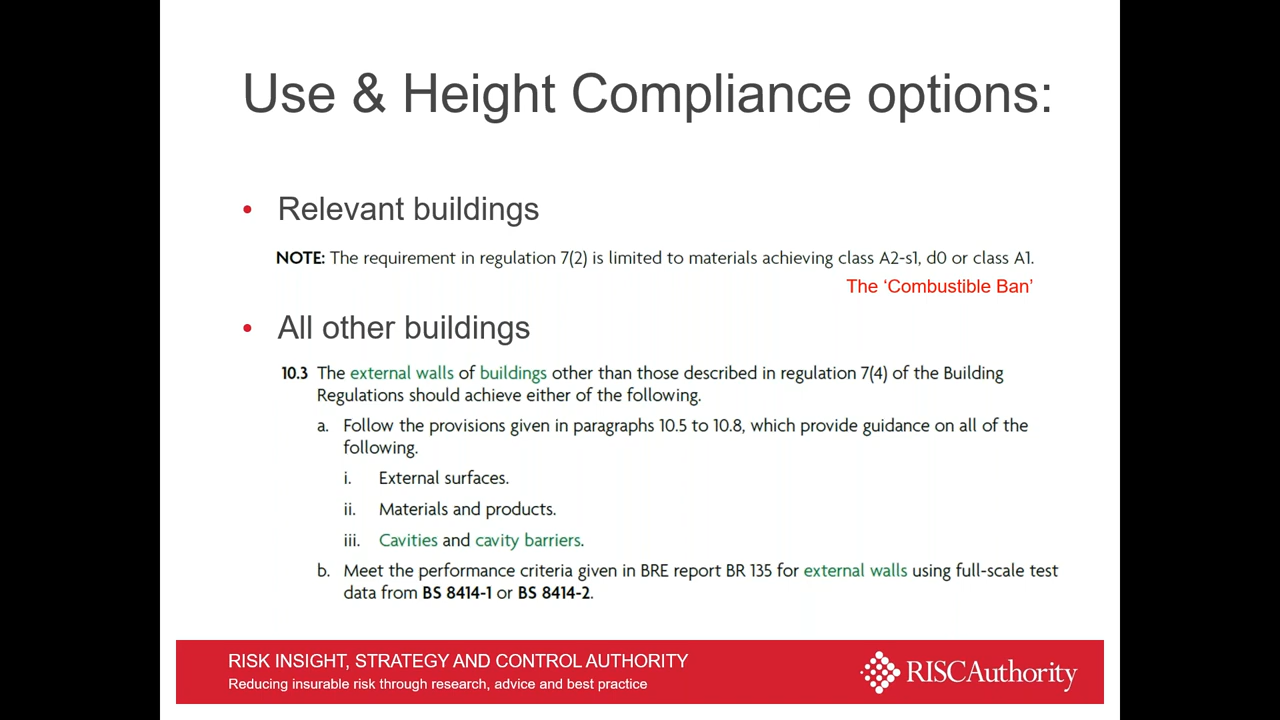 Use & Height Compliance options:
• Relevant buildings
NOTE: The requirement in regulation 7(2) is limited to materials achieving class A2-s1, d0 or class A1.
The ‘Combustible Ban’
• All other buildings
10.3 The external walls of buildings other than those described in regulation 7(4) of the Building
Regulations should achieve either of the following.
a. Follow the provisions given in paragraphs 10.5 to 10.8, which provide guidance on all of the
following.
i. External surfaces.
ii. Materials and products.
iii. Cavities and cavity barriers.
b. Meet the performance criteria given in BRE report BR 135 for external walls using full-scale test
data from BS 8414-1 or BS 8414-2.
RISK INSIGHT, STRATEGY AND CONTROL AUTHORITY
Reducing insurable risk through research, advice and best practice
RISCAuthority